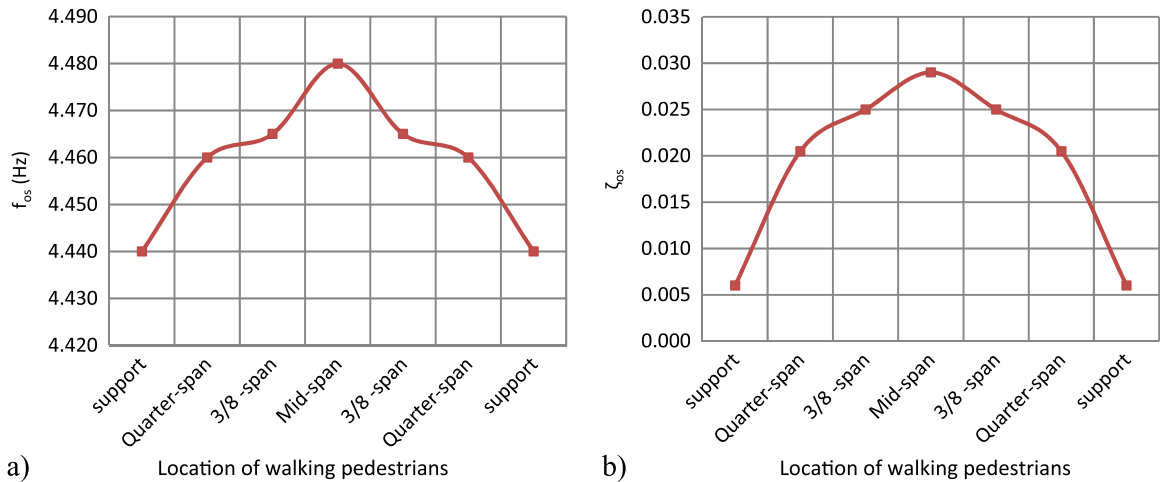 4.490
4.480
4.470
4.460
4.450
4.440
4.430
4.420
fos (Hz)
support
Quarter-span
3/8 -span
Mid-span
3/8 -span
Quarter-span
support
a)
Location of walking pedestrians
0.035
0.030
0.025
0.020
0.015
0.010
0.005
0.000
ζos
support
Quarter-span
3/8 -span
Mid-span
3/8 -span
Quarter-span
support
b)
Location of walking pedestrians